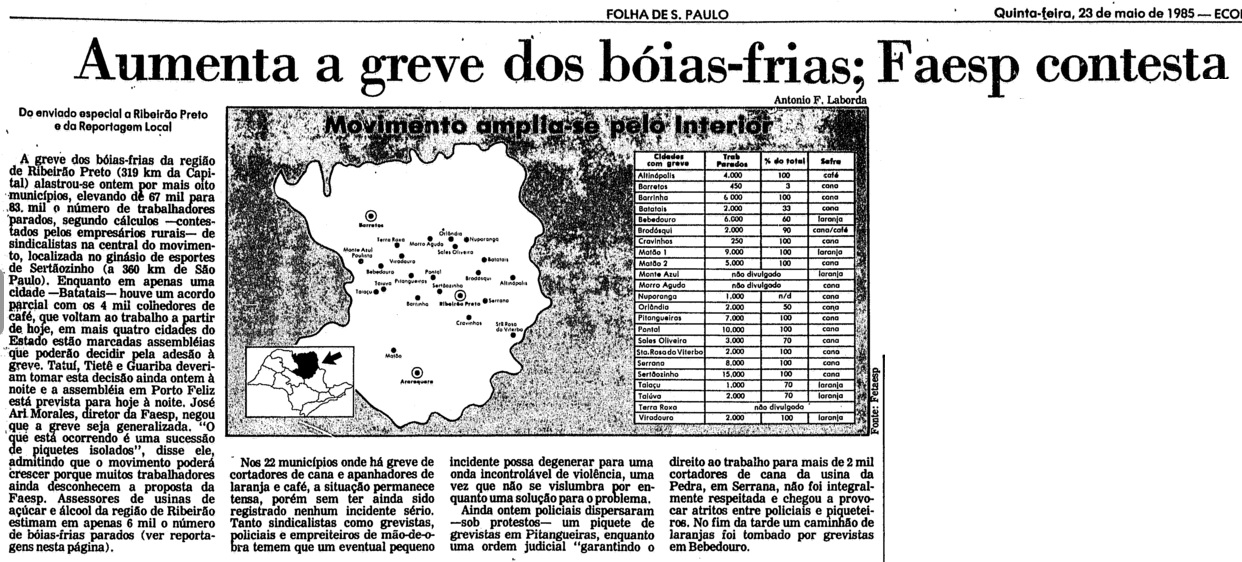 FOLHA DE S. PAULO
Quinta-feira, 23 de maio de 1985 — ECO
Aumenta a greve dos bóias-frias; Faesp contesta
Antonio F. Laborda
Do enviado especial a Ribeirão Preto
e da Reportagem Local
A greve dos bóias-frias da região
de Ribeirão Preto (319 km da Capi-
tal) alastrou-se ontem por mais oito
municípios, elevando de 67 mil para
83. mil o número de trabalhadores
parados, segundo cálculos —contes-
tados pelos empresários rurais— de
sindicalistas na central do movimen-
to, localizada no ginásio de esportes
de Sertãozinho (a 360 km de São
Paulo). Enquanto em apenas uma
cidade —Batatais— houve um acordo
parcial com os 4 mil colhedores de
café, que voltam ao trabalho a partir
de hoje, em mais quatro cidades do
Estado estão marcadas assembléias
que poderão decidir pela adesão à
greve. Tatuí, Tietê e Guariba deveri-
am tomar esta decisão ainda ontem à
noite e a assembléia em Porto Feliz
está prevista para hoje à noite. José
Ari Morales, diretor da Faesp, negou
que a greve seja generalizada. "O
que está ocorrendo é uma sucessão
de piquetes isolados", disse ele,
admitindo que o movimento poderá
crescer porque muitos trabalhadores
ainda desconhecem a proposta da
Faesp. Assessores de usinas de
açúcar e álcool da região de Ribeirão
estimam em apenas 6 mil o número
de bóias-frias parados (ver reporta-
gens nesta página).
Movimento amplia-se pelo Interior
Barretos
Terra Roxa
Orlândia
Morro Agudo
Nuporanga
Monte Azul
Paulista
Sales Oliveira
Viradouro
Batatais
Bebedouro
Pitangueiras
Pontal
Brodósqui
Altinópolis
Taiúva
Taiaçu
Sertãozinho
Barrinha
Ribeirão Preto
Serrana
Cravinhos
Stª Rosa
do Viterbo
Matão
Araraquara
Cidades com greve | Trab Parados | % do total | Safra
Altinópolis | 4.000 | 100 | café
Barretos | 450 | 3 | cana
Barrinha | 6 000 | 100 | cana
Batatais | 2.000 | 33 | cana
Bebedouro | 6.000 | 60 | laranja
Brodósqui | 2.000 | 90 | cana/café
Cravinhos | 250 | 100 | cana
Matão 1 | 9.000 | 100 | laranja
Matão 2 | 5.000 | 100 | cana
Monte Azul | não divulgado | laranja
Morro Agudo | não divulgado | cana
Nuporanga | 1.000 | n/d | cana
Orlândia | 2.000 | 50 | cana
Pitangueiras | 7.000 | 100 | cana
Pontal | 10.000 | 100 | cana
Sales Oliveira | 3.000 | 70 | cana
Sta. Rosa do Viterbo | 2.000 | 100 | cana
Serrana | 8.000 | 100 | cana
Sertãozinho | 15.000 | 100 | cana
Taiaçu | 1.000 | 70 | laranja
Taiúva | 2.000 | 70 | laranja
Terra Roxa | não divulgado
Viradouro | 2.000 | 100 | laranja
Fonte: Fetaesp
Nos 22 municípios onde há greve de
cortadores de cana e apanhadores de
laranja e café, a situação permanece
tensa, porém sem ter ainda sido
registrado nenhum incidente sério.
Tanto sindicalistas como grevistas,
policiais e empreiteiros de mão-de-o-
bra temem que um eventual pequeno
incidente possa degenerar para uma
onda incontrolável de violência, uma
vez que não se vislumbra por en-
quanto uma solução para o problema.
Ainda ontem policiais dispersaram
—sob protestos— um piquete de
grevistas em Pitangueiras, enquanto
uma ordem judicial "garantindo o
direito ao trabalho para mais de 2 mil
cortadores de cana da usina da
Pedra, em Serrana, não foi integral-
mente respeitada e chegou a provo-
car atritos entre policiais e piquetei-
ros. No fim da tarde um caminhão de
laranjas foi tombado por grevistas
em Bebedouro.